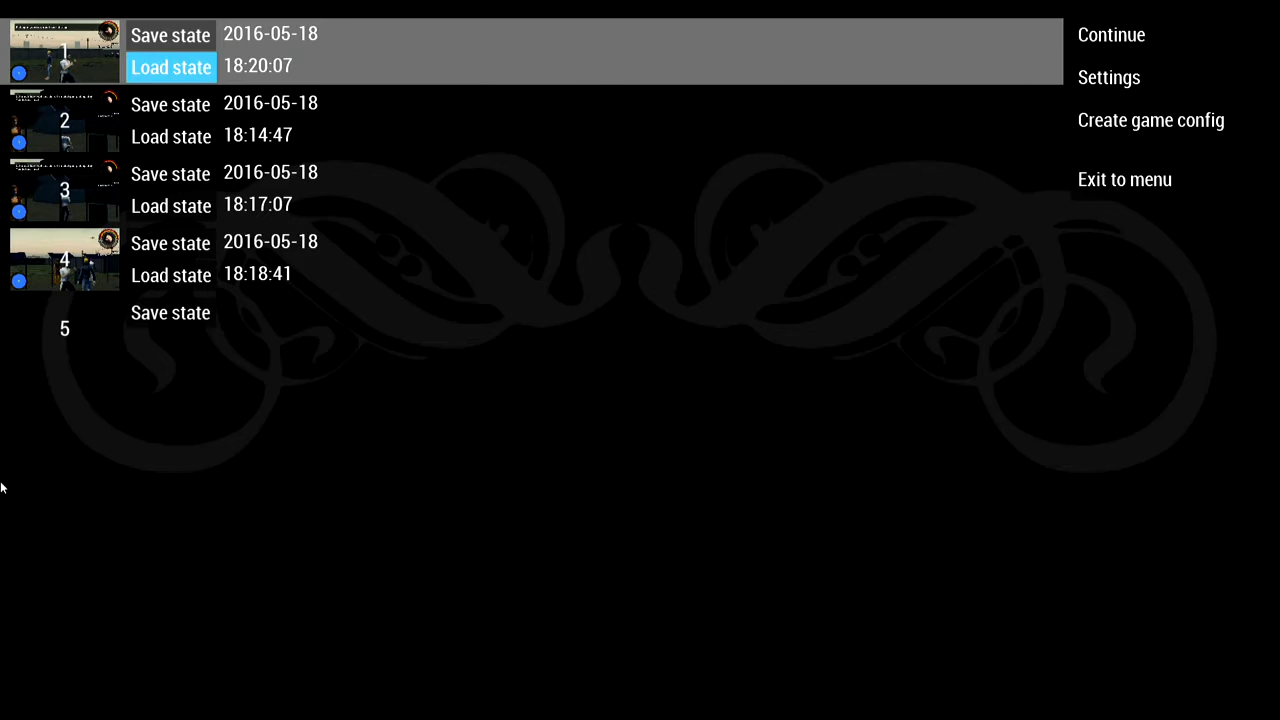 1
Save state 2016-05-18
Load state 18:20:07
2
Save state 2016-05-18
Load state 18:14:47
3
Save state 2016-05-18
Load state 18:17:07
4
Save state 2016-05-18
Load state 18:18:41
5
Save state
Continue
Settings
Create game config
Exit to menu